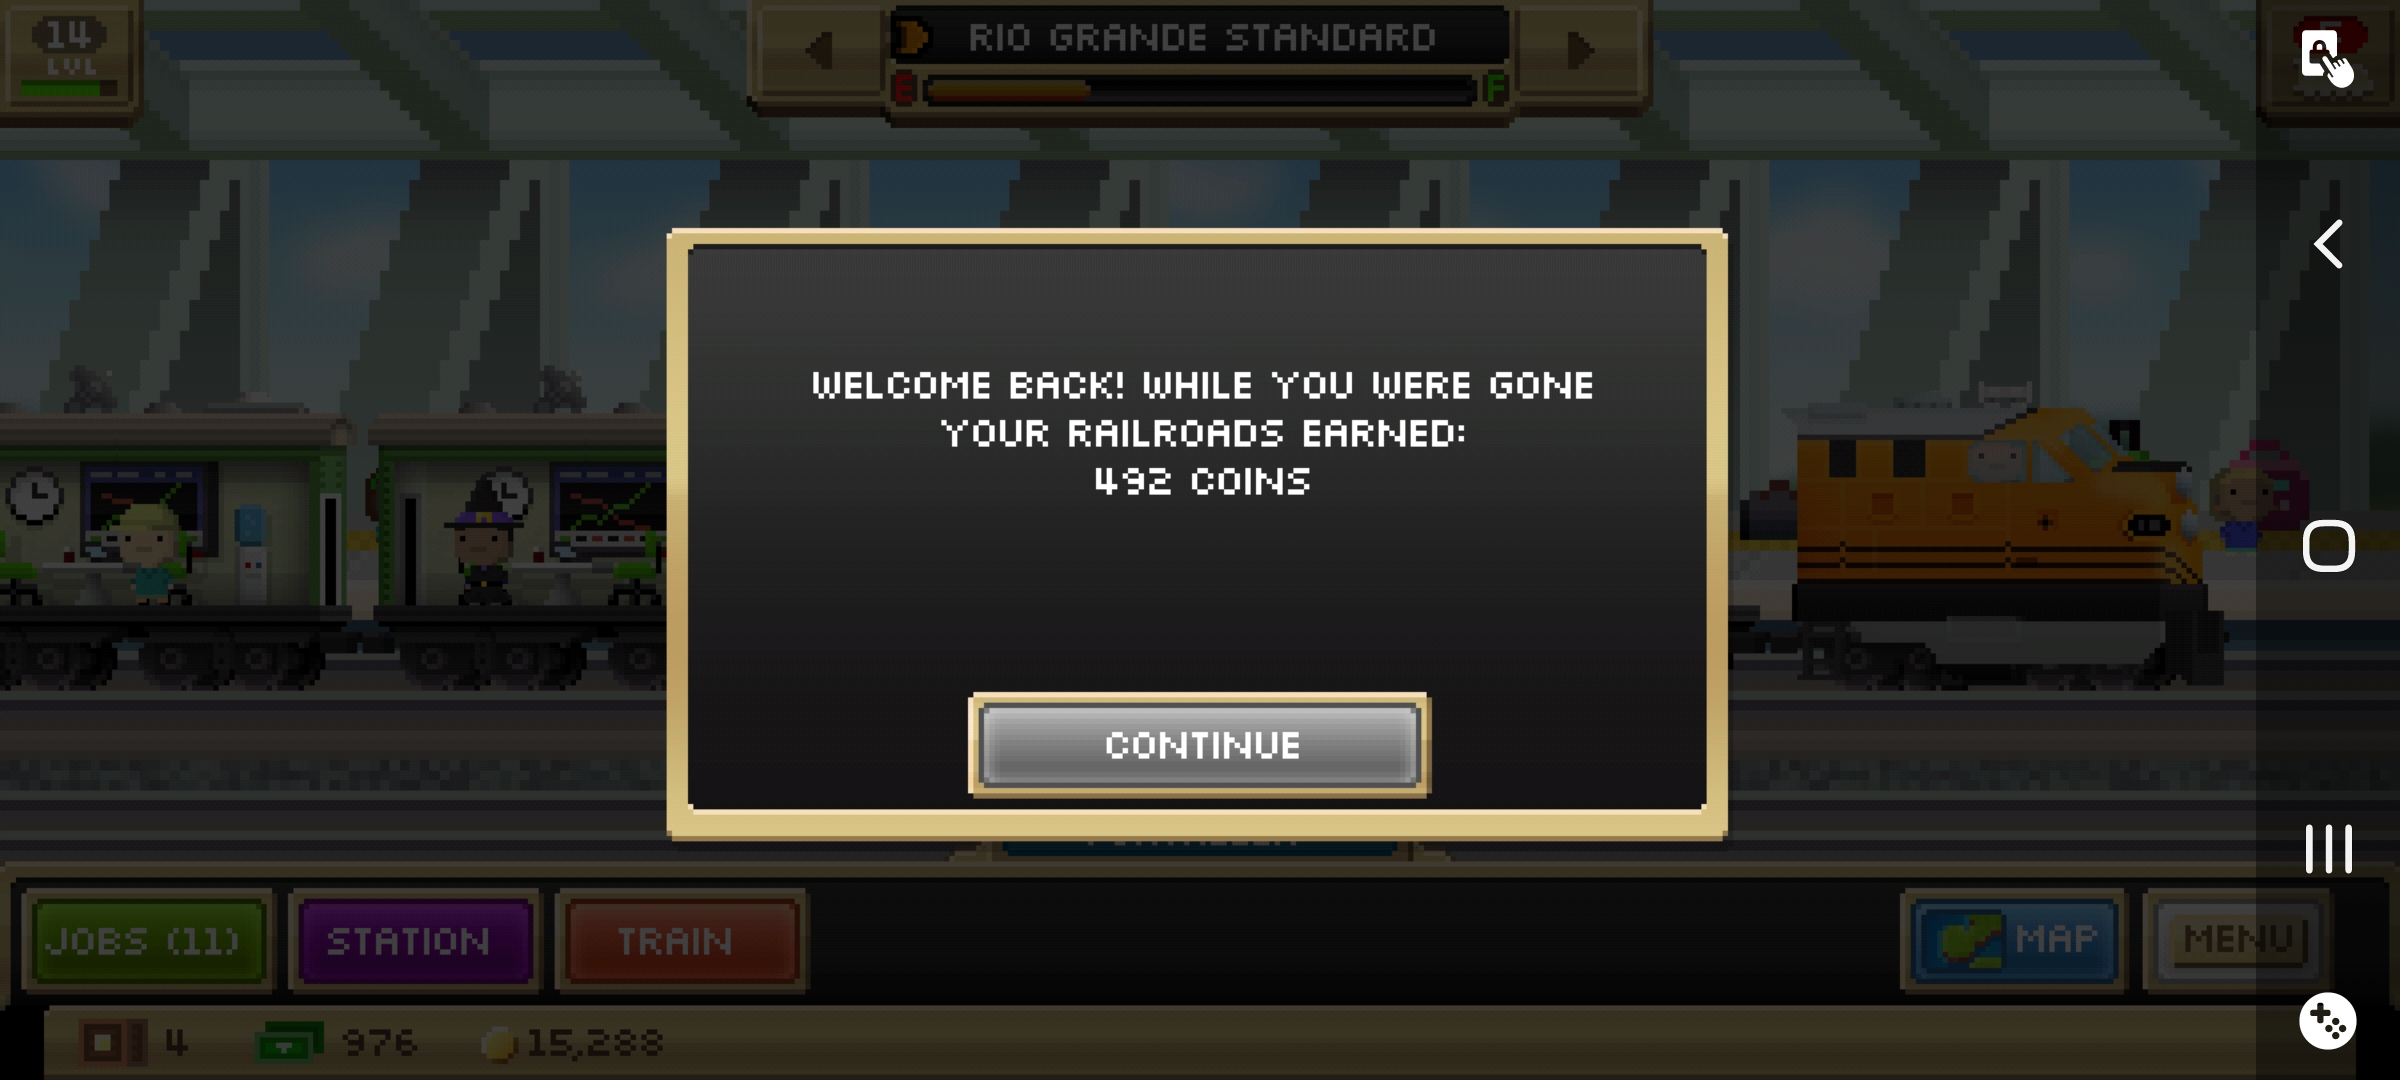 14
LVL
RIO GRANDE STANDARD
E F
5
WELCOME BACK! WHILE YOU WERE GONE
YOUR RAILROADS EARNED:
492 COINS
CONTINUE
JOBS (11)
STATION
TRAIN
MAP
MENU
4
976
15,288